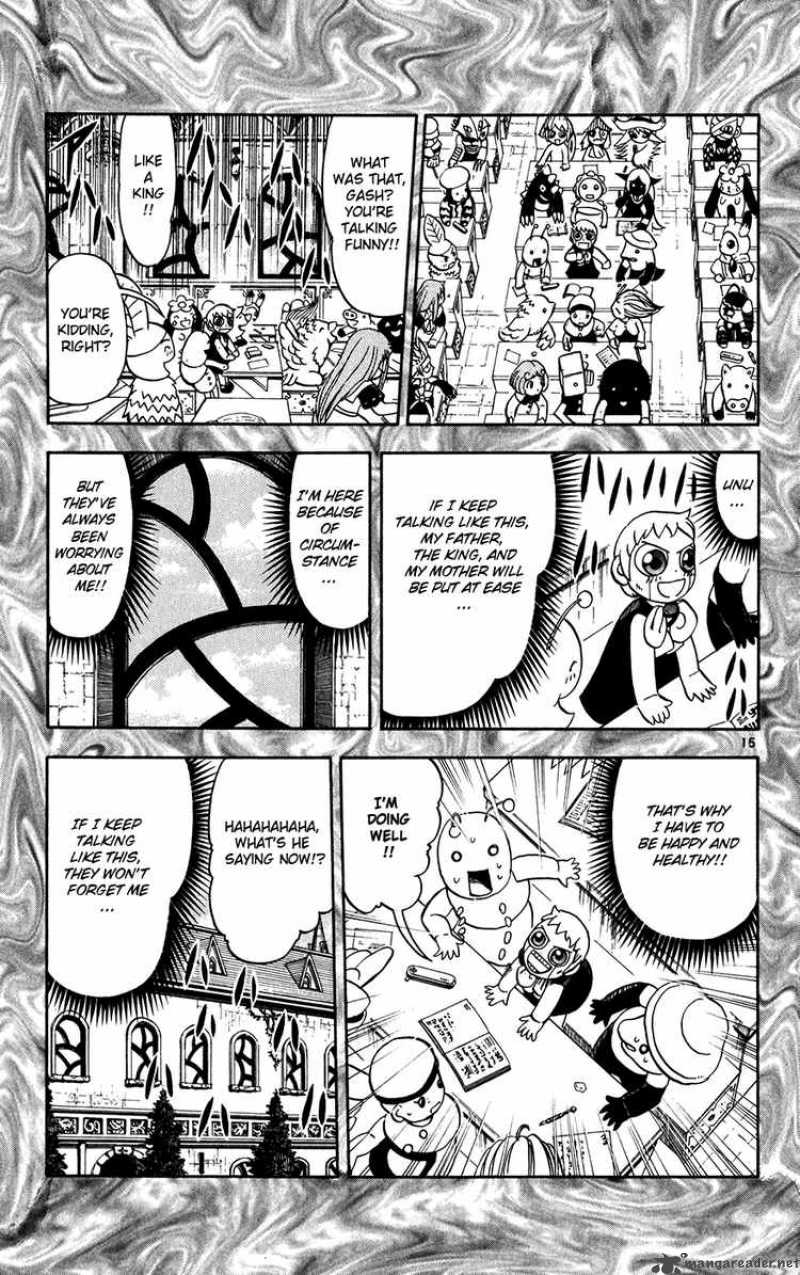 WHAT
WAS THAT,
GASH?
YOU'RE
TALKING
FUNNY!!
LIKE
A
KING
!!
YOU'RE
KIDDING,
RIGHT?
UNU
...
IF I KEEP
TALKING LIKE THIS,
MY FATHER,
THE KING, AND
MY MOTHER WILL
BE PUT AT EASE
...
I'M HERE
BECAUSE
OF
CIRCUM-
STANCE
...
BUT
THEY'VE
ALWAYS
BEEN
WORRYING
ABOUT
ME!!
15
THAT'S WHY
I HAVE TO
BE HAPPY AND
HEALTHY!!
I'M
DOING
WELL
!!
HAHAHAHAHA,
WHAT'S HE
SAYING NOW!?
IF I KEEP
TALKING
LIKE THIS,
THEY WON'T
FORGET ME
...
mangareader.net